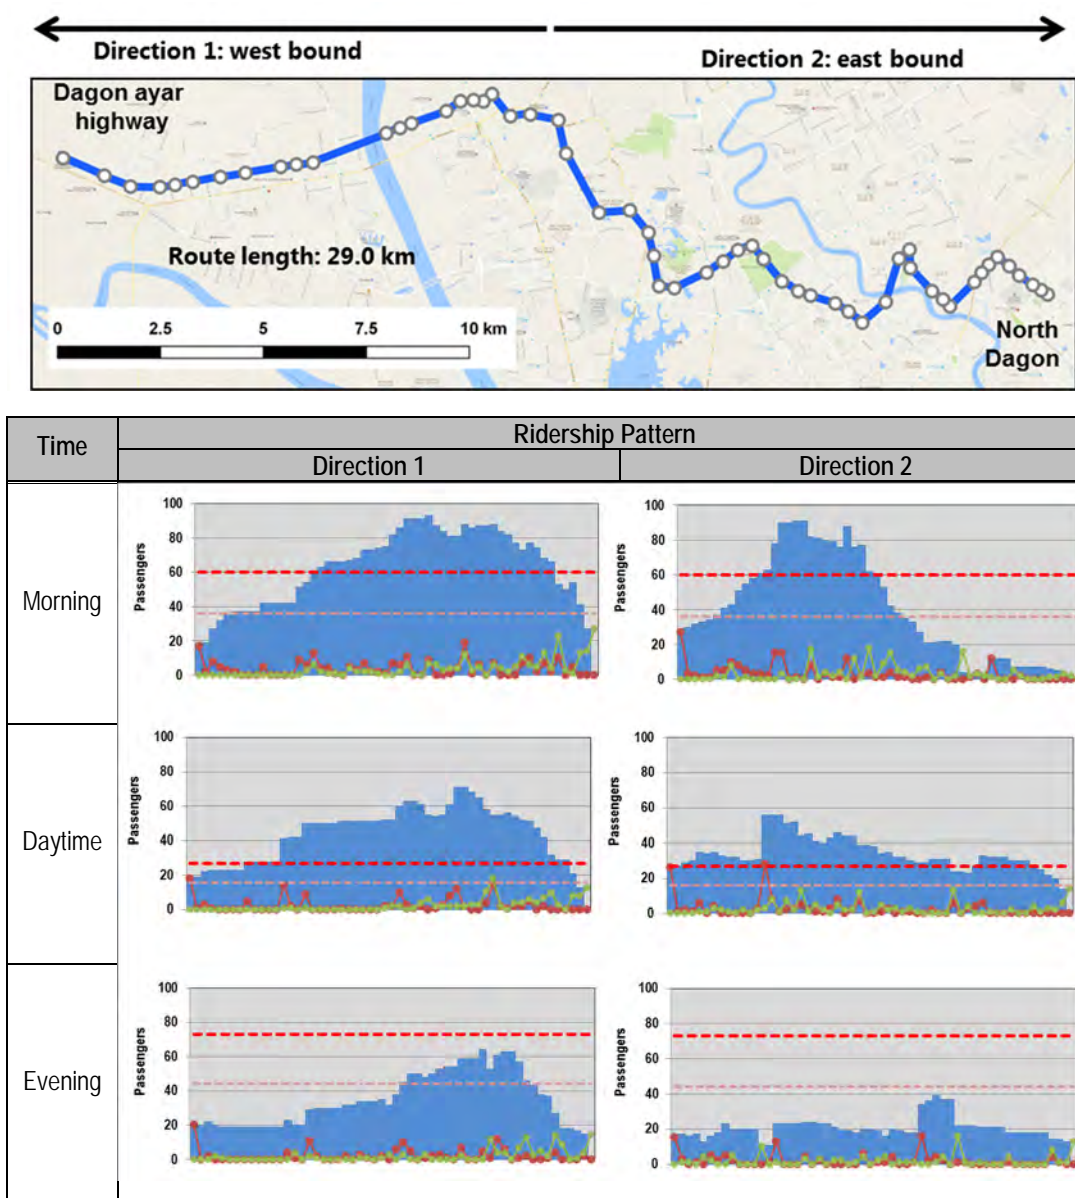 Direction 1: west bound
Direction 2: east bound
Dagon ayar
highway
Route length: 29.0 km
0 2.5 5 7.5 10 km
North
Dagon
Time
Ridership Pattern
Direction 1
Direction 2
Morning
Passengers
100
80
60
40
20
0
Passengers
100
80
60
40
20
0
Daytime
Passengers
100
80
60
40
20
0
Passengers
100
80
60
40
20
0
Evening
Passengers
100
80
60
40
20
0
Passengers
100
80
60
40
20
0